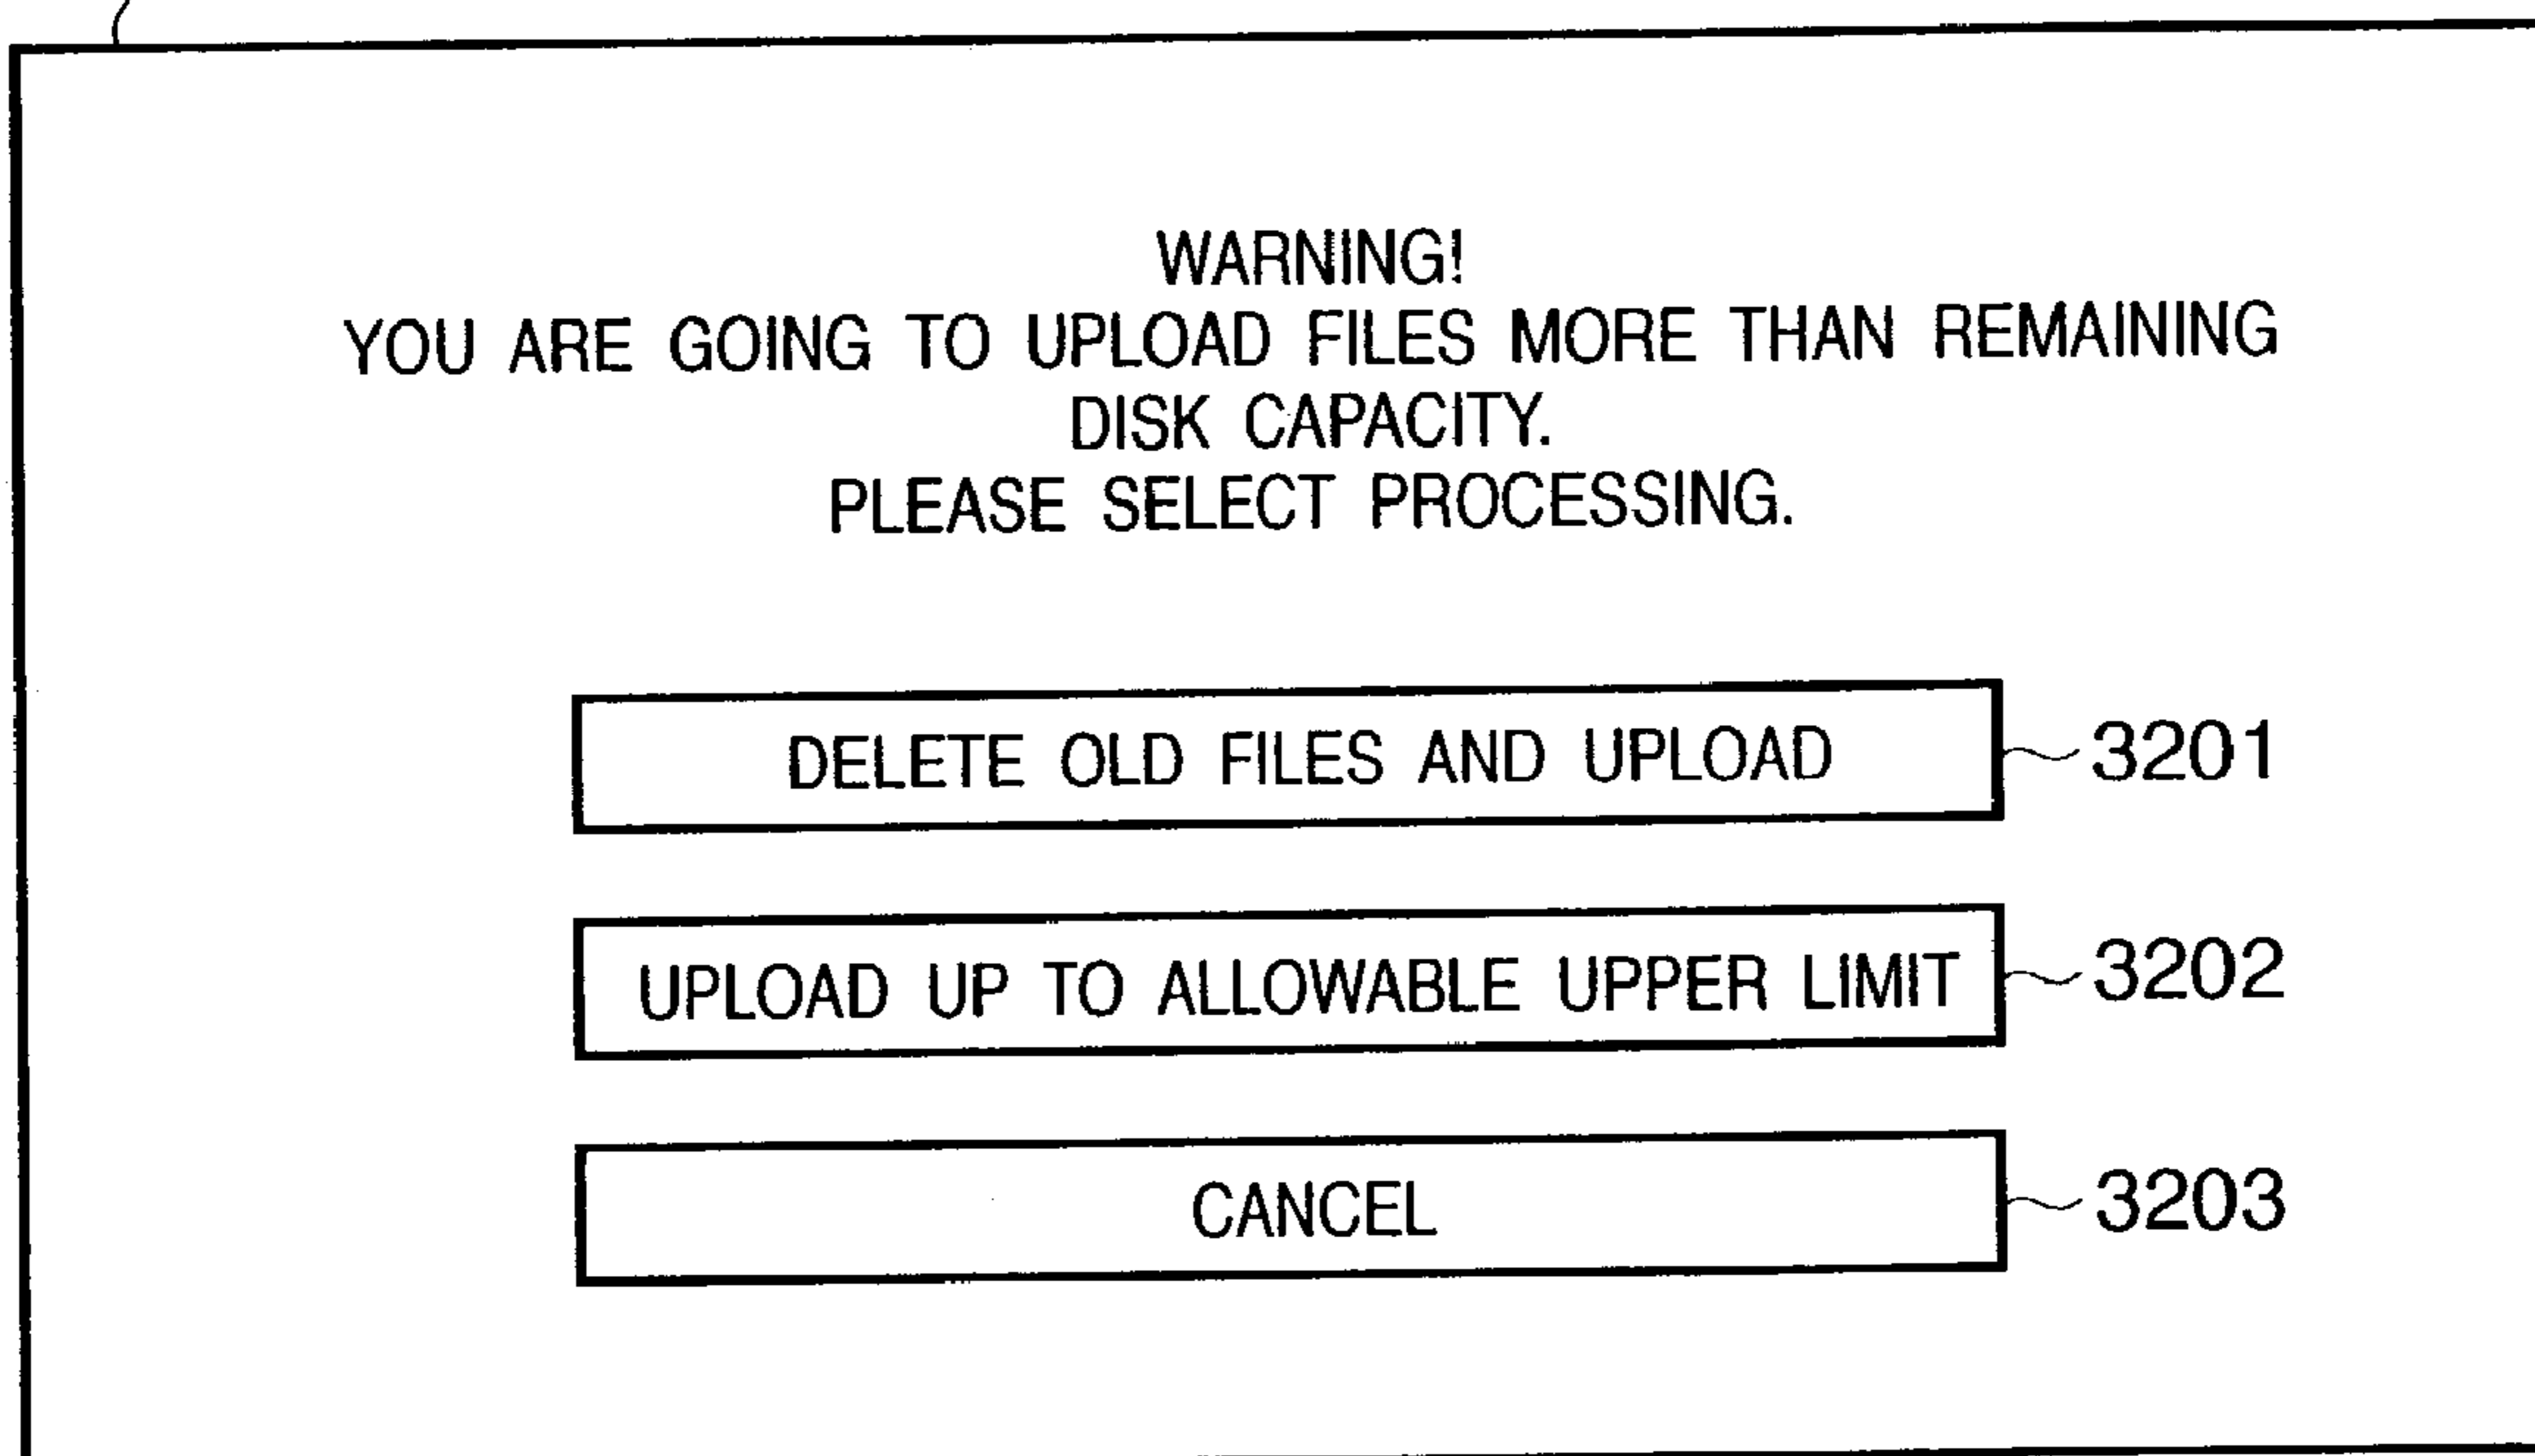 WARNING!
YOU ARE GOING TO UPLOAD FILES MORE THAN REMAINING
DISK CAPACITY.
PLEASE SELECT PROCESSING.
DELETE OLD FILES AND UPLOAD 3201
UPLOAD UP TO ALLOWABLE UPPER LIMIT 3202
CANCEL 3203